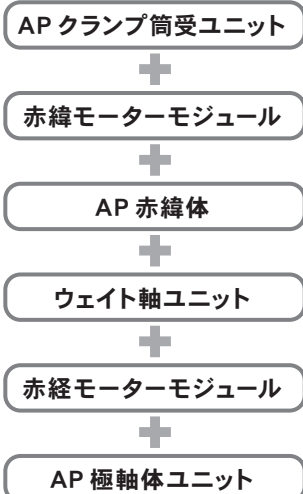 APクランプ筒受ユニット
赤緯モーターモジュール
AP 赤緯体
ウェイト軸ユニット
赤経モーターモジュール
AP 極軸体ユニット